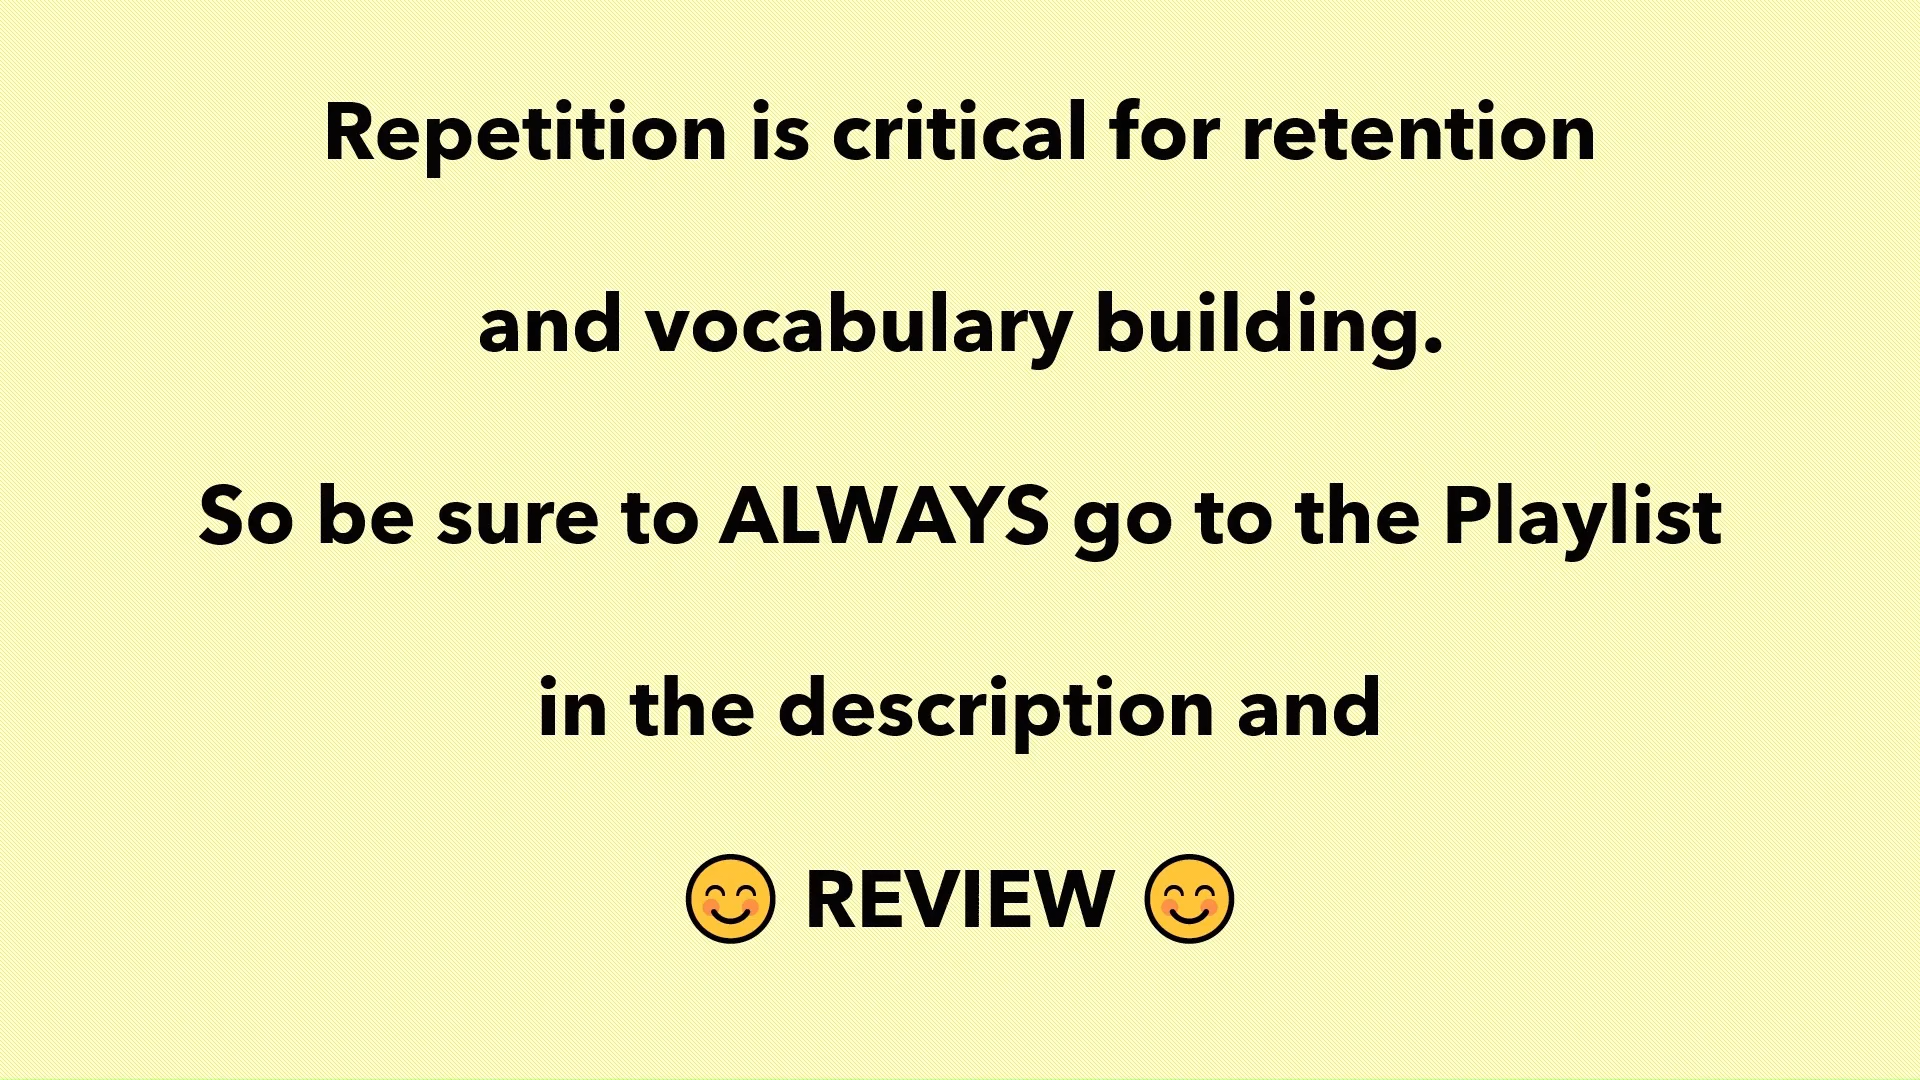 Repetition is critical for retention
and vocabulary building.
So be sure to ALWAYS go to the Playlist
in the description and
😊 REVIEW 😊